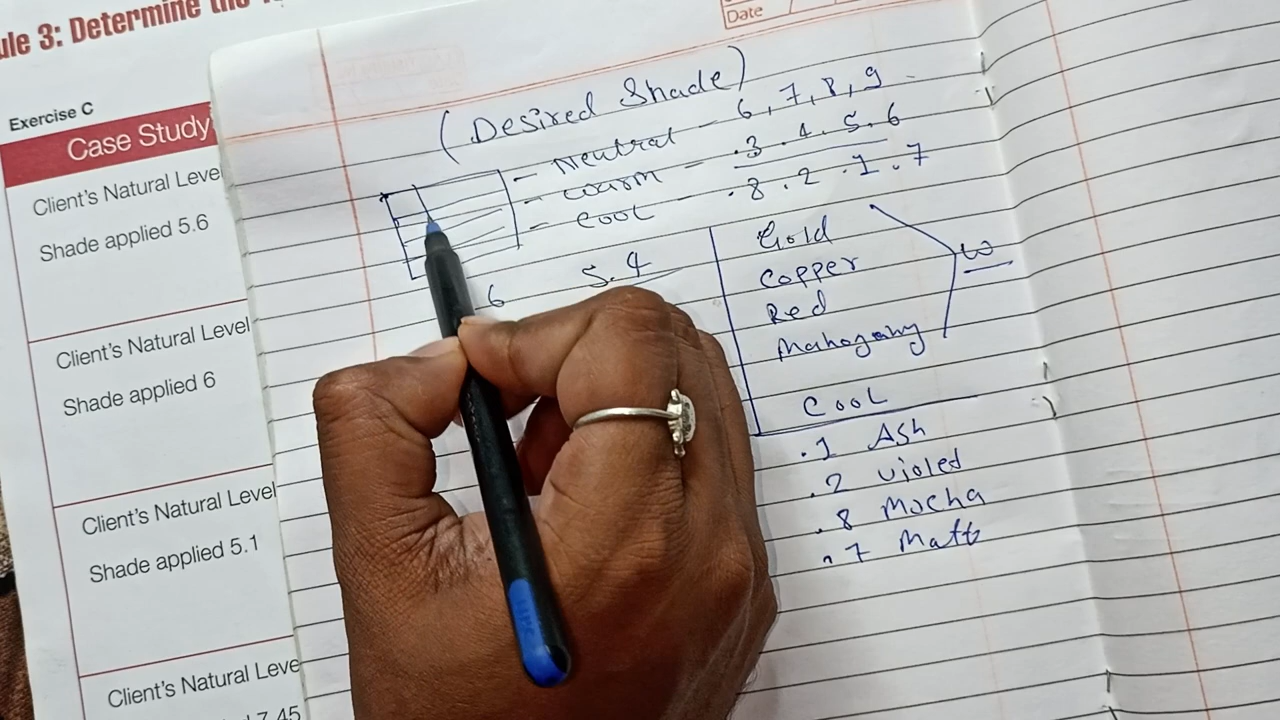 ule 3: Determine the
Date
Exercise C
Case Study
Client's Natural Leve
Shade applied 5.6
Client's Natural Level
Shade applied 6
Client's Natural Level
Shade applied 5.1
Client's Natural Leve
7.45
(Desired Shade)
- Neutral - 6, 7, 8, 9
- warm - .3 .4 .5 .6
- cool - .8 .2 .1 .7
6 5.4
Gold
Copper
Red
Mahogany
w
Cool
.1 Ash
.2 violed
.8 Mocha
.7 Matt